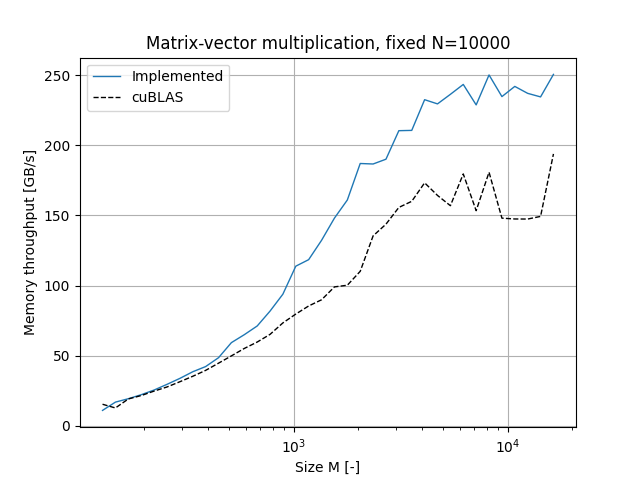 Matrix-vector multiplication, fixed N=10000
Implemented
cuBLAS
Memory throughput [GB/s]
250
200
150
100
50
0
10³
10⁴
Size M [-]